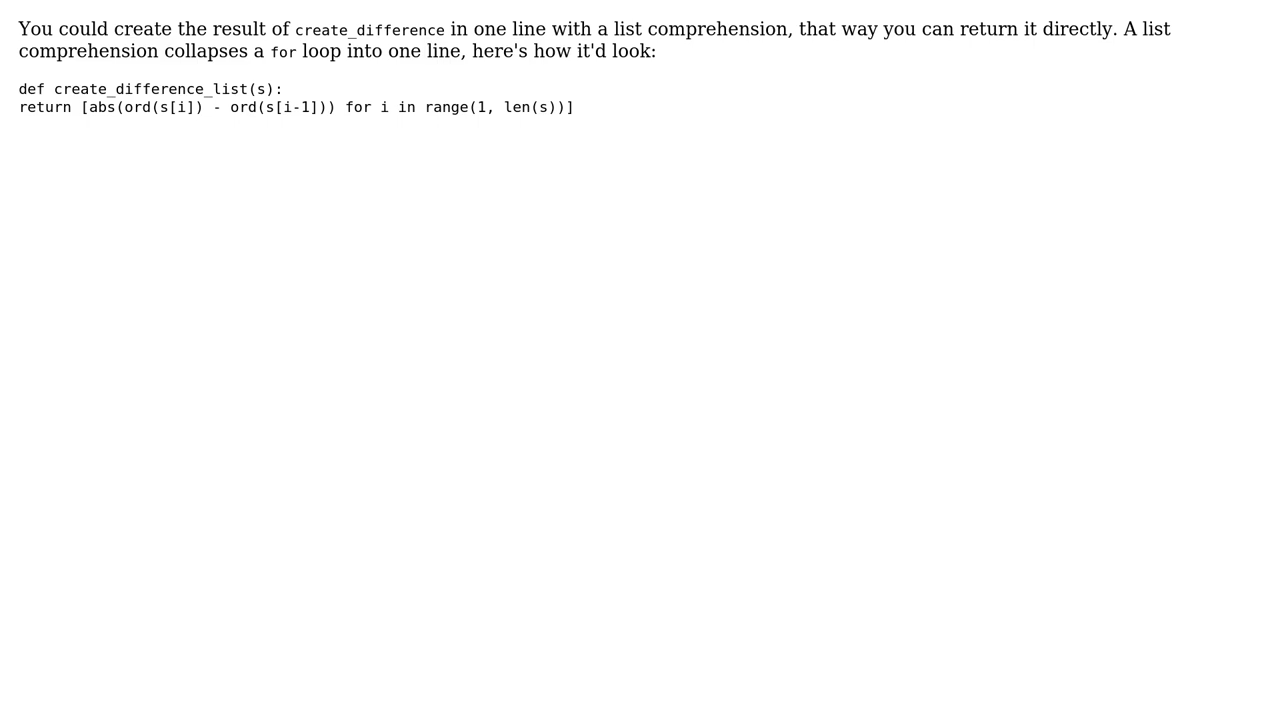 You could create the result of create_difference in one line with a list comprehension, that way you can return it directly. A list
comprehension collapses a for loop into one line, here's how it'd look:
def create_difference_list(s):
return [abs(ord(s[i]) - ord(s[i-1])) for i in range(1, len(s))]